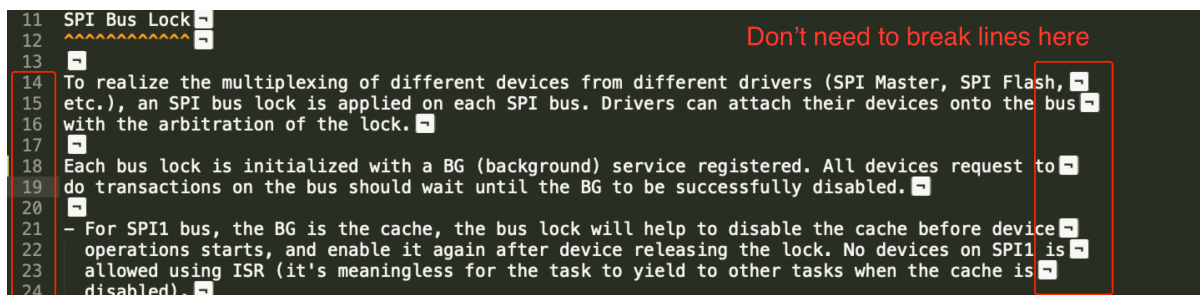 11 SPI Bus Lock¬
12 ^^^^^^^^^^^^¬
Don't need to break lines here
13 ¬
14 To realize the multiplexing of different devices from different drivers (SPI Master, SPI Flash,¬
15 etc.), an SPI bus lock is applied on each SPI bus. Drivers can attach their devices onto the bus¬
16 with the arbitration of the lock.¬
17 ¬
18 Each bus lock is initialized with a BG (background) service registered. All devices request to¬
19 do transactions on the bus should wait until the BG to be successfully disabled.¬
20 ¬
21 - For SPI1 bus, the BG is the cache, the bus lock will help to disable the cache before device¬
22 operations starts, and enable it again after device releasing the lock. No devices on SPI1 is¬
23 allowed using ISR (it's meaningless for the task to yield to other tasks when the cache is¬
24 disabled).¬